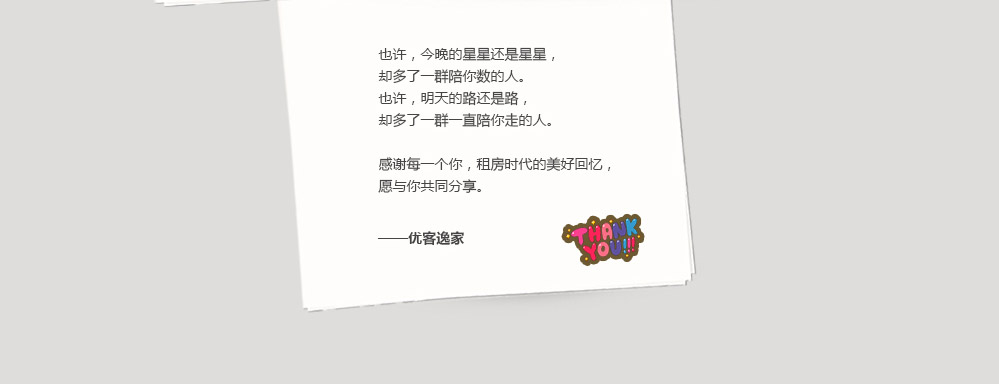 也许，今晚的星星还是星星，
却多了一群陪你数的人。
也许，明天的路还是路，
却多了一群一直陪你走的人。
感谢每一个你，租房时代的美好回忆，
愿与你共同分享。
——优客逸家
THANK
YOU!!!